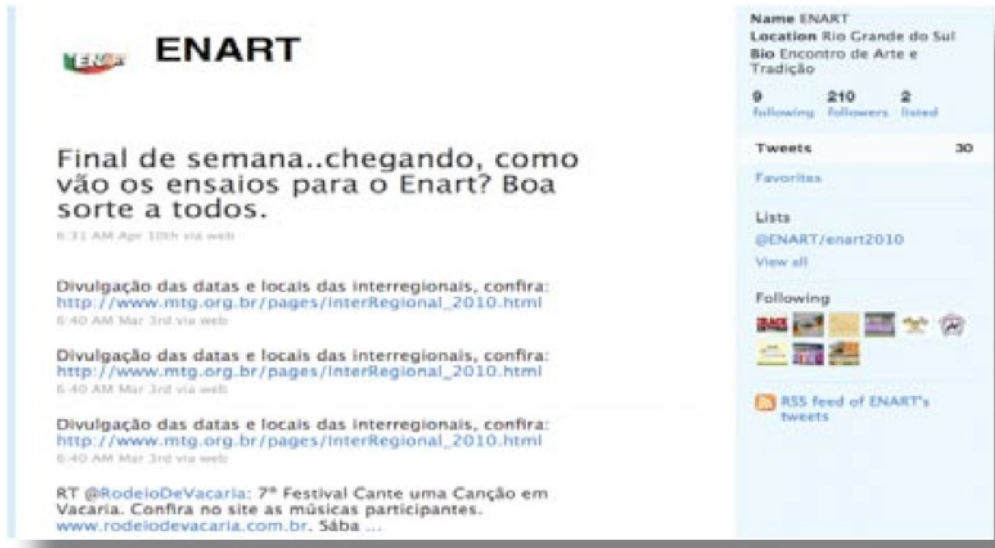 ENART
ENART
Final de semana..chegando, como
vão os ensaios para o Enart? Boa
sorte a todos.
6:31 AM Apr 10th via web
Divulgação das datas e locais das interregionais, confira:
http://www.mtg.org.br/pages/InterRegional_2010.html
6:40 AM Mar 3rd via web
Divulgação das datas e locais das interregionais, confira:
http://www.mtg.org.br/pages/InterRegional_2010.html
6:40 AM Mar 3rd via web
Divulgação das datas e locais das interregionais, confira:
http://www.mtg.org.br/pages/InterRegional_2010.html
6:40 AM Mar 3rd via web
RT @RodeioDeVacaria: 7ª Festival Cante uma Canção em
Vacaria. Confira no site as músicas participantes.
www.rodeiodevacaria.com.br. Sába ...
Name ENART
Location Rio Grande do Sul
Bio Encontro de Arte e
Tradição
9 210 2
following followers listed
Tweets 30
Favorites
Lists
@ENART/enart2010
View all
Following
RSS feed of ENART's
tweets